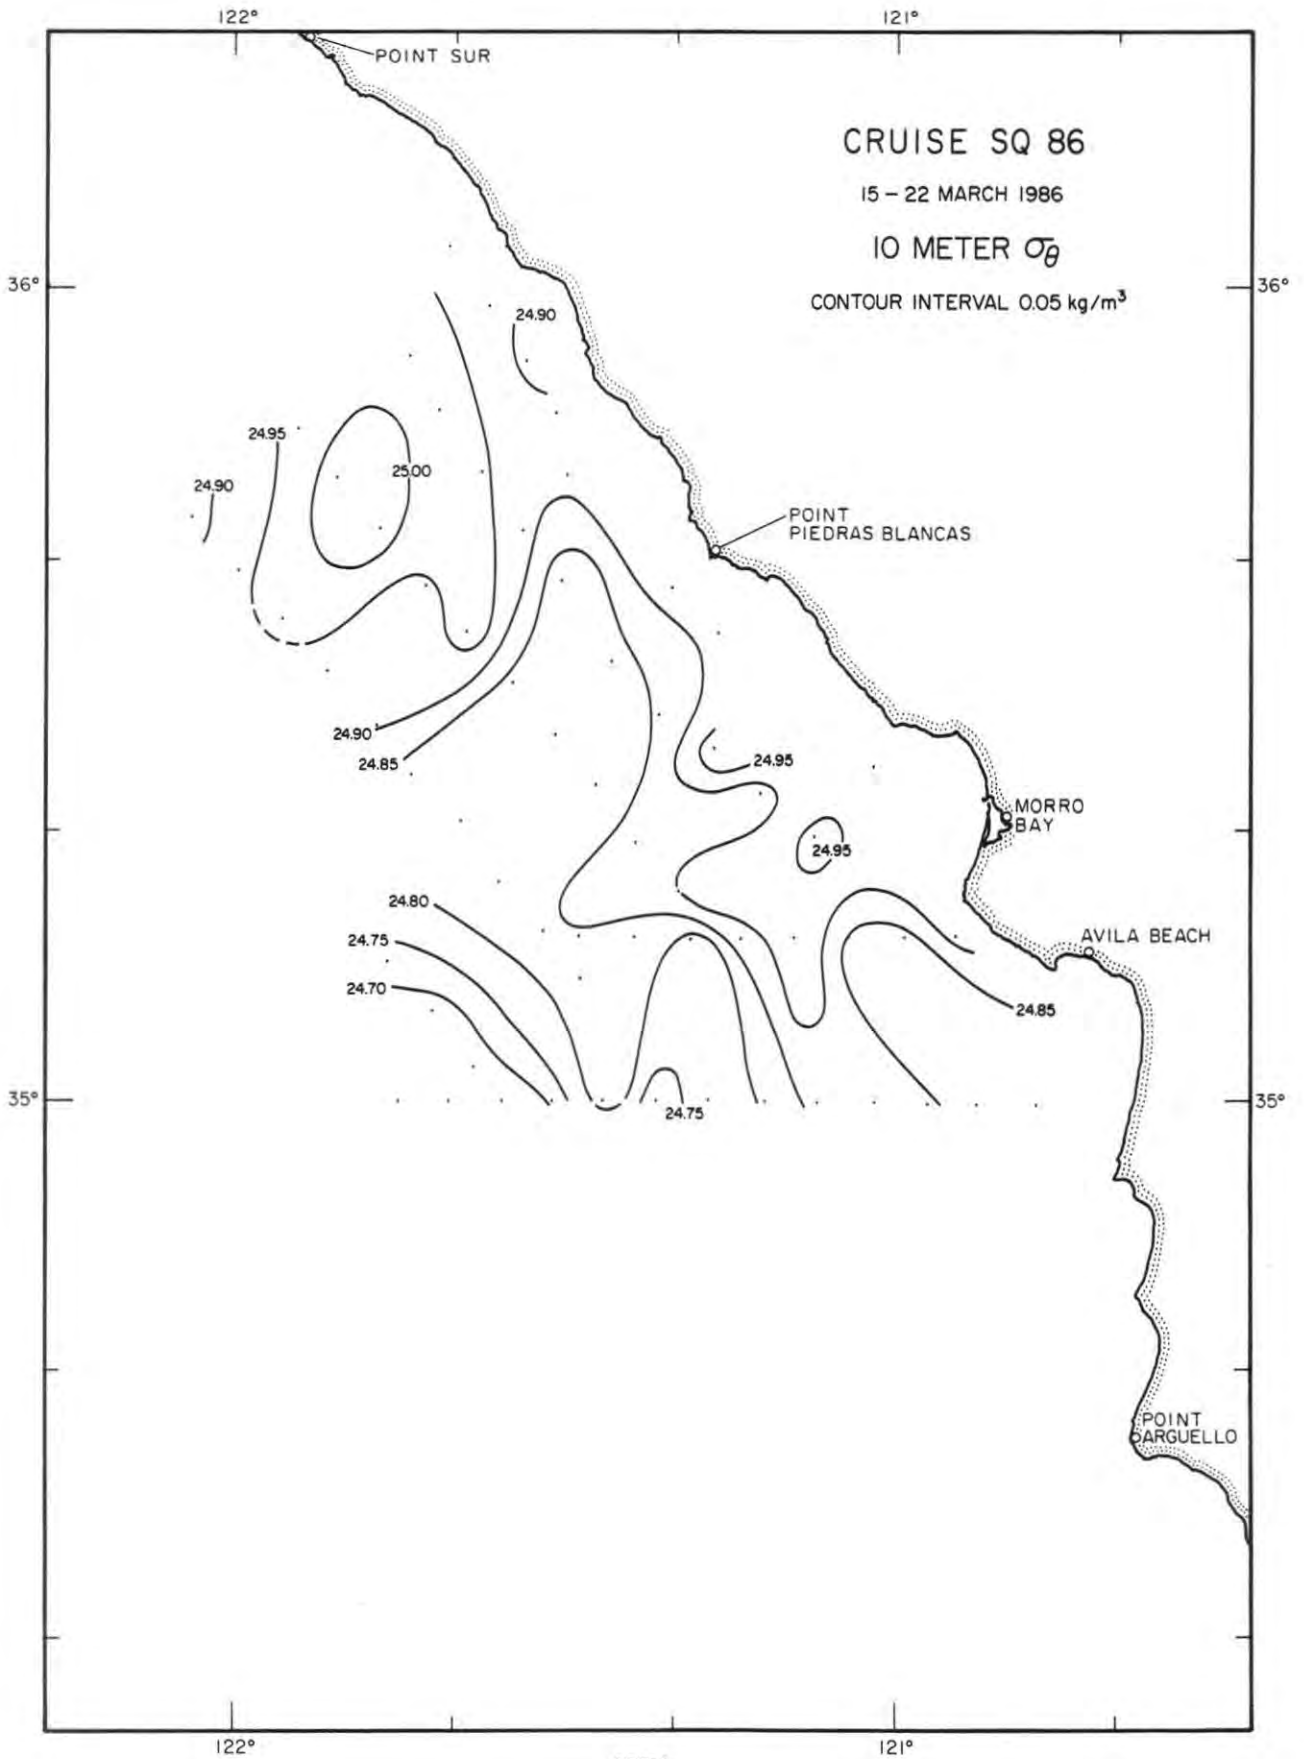 122°
121°
POINT SUR
CRUISE SQ 86
15 – 22 MARCH 1986
10 METER σθ
CONTOUR INTERVAL 0.05 kg/m³
36°
36°
24.90
24.95
25.00
24.90
POINT
PIEDRAS BLANCAS
24.90
24.85
24.95
MORRO
BAY
24.95
24.80
24.75
24.70
AVILA BEACH
24.85
35°
35°
24.75
POINT
ARGUELLO
122°
121°